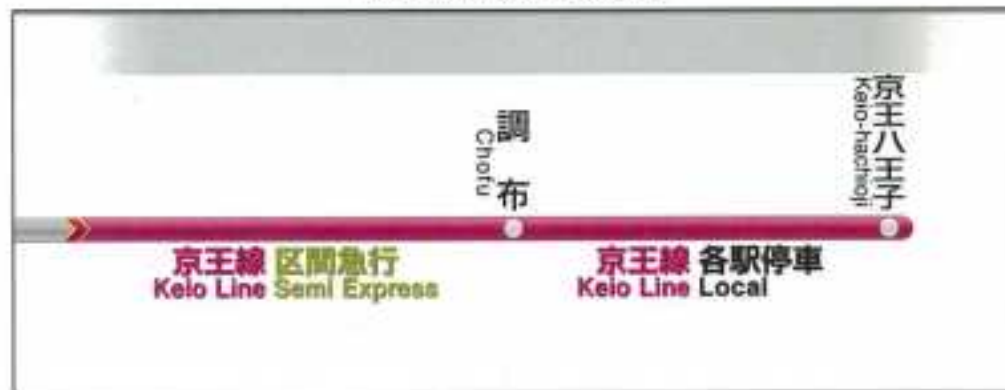 京王八王子
Keio-hachioji
調布
Chofu
京王線 区間急行
Keio Line Semi Express
京王線 各駅停車
Keio Line Local